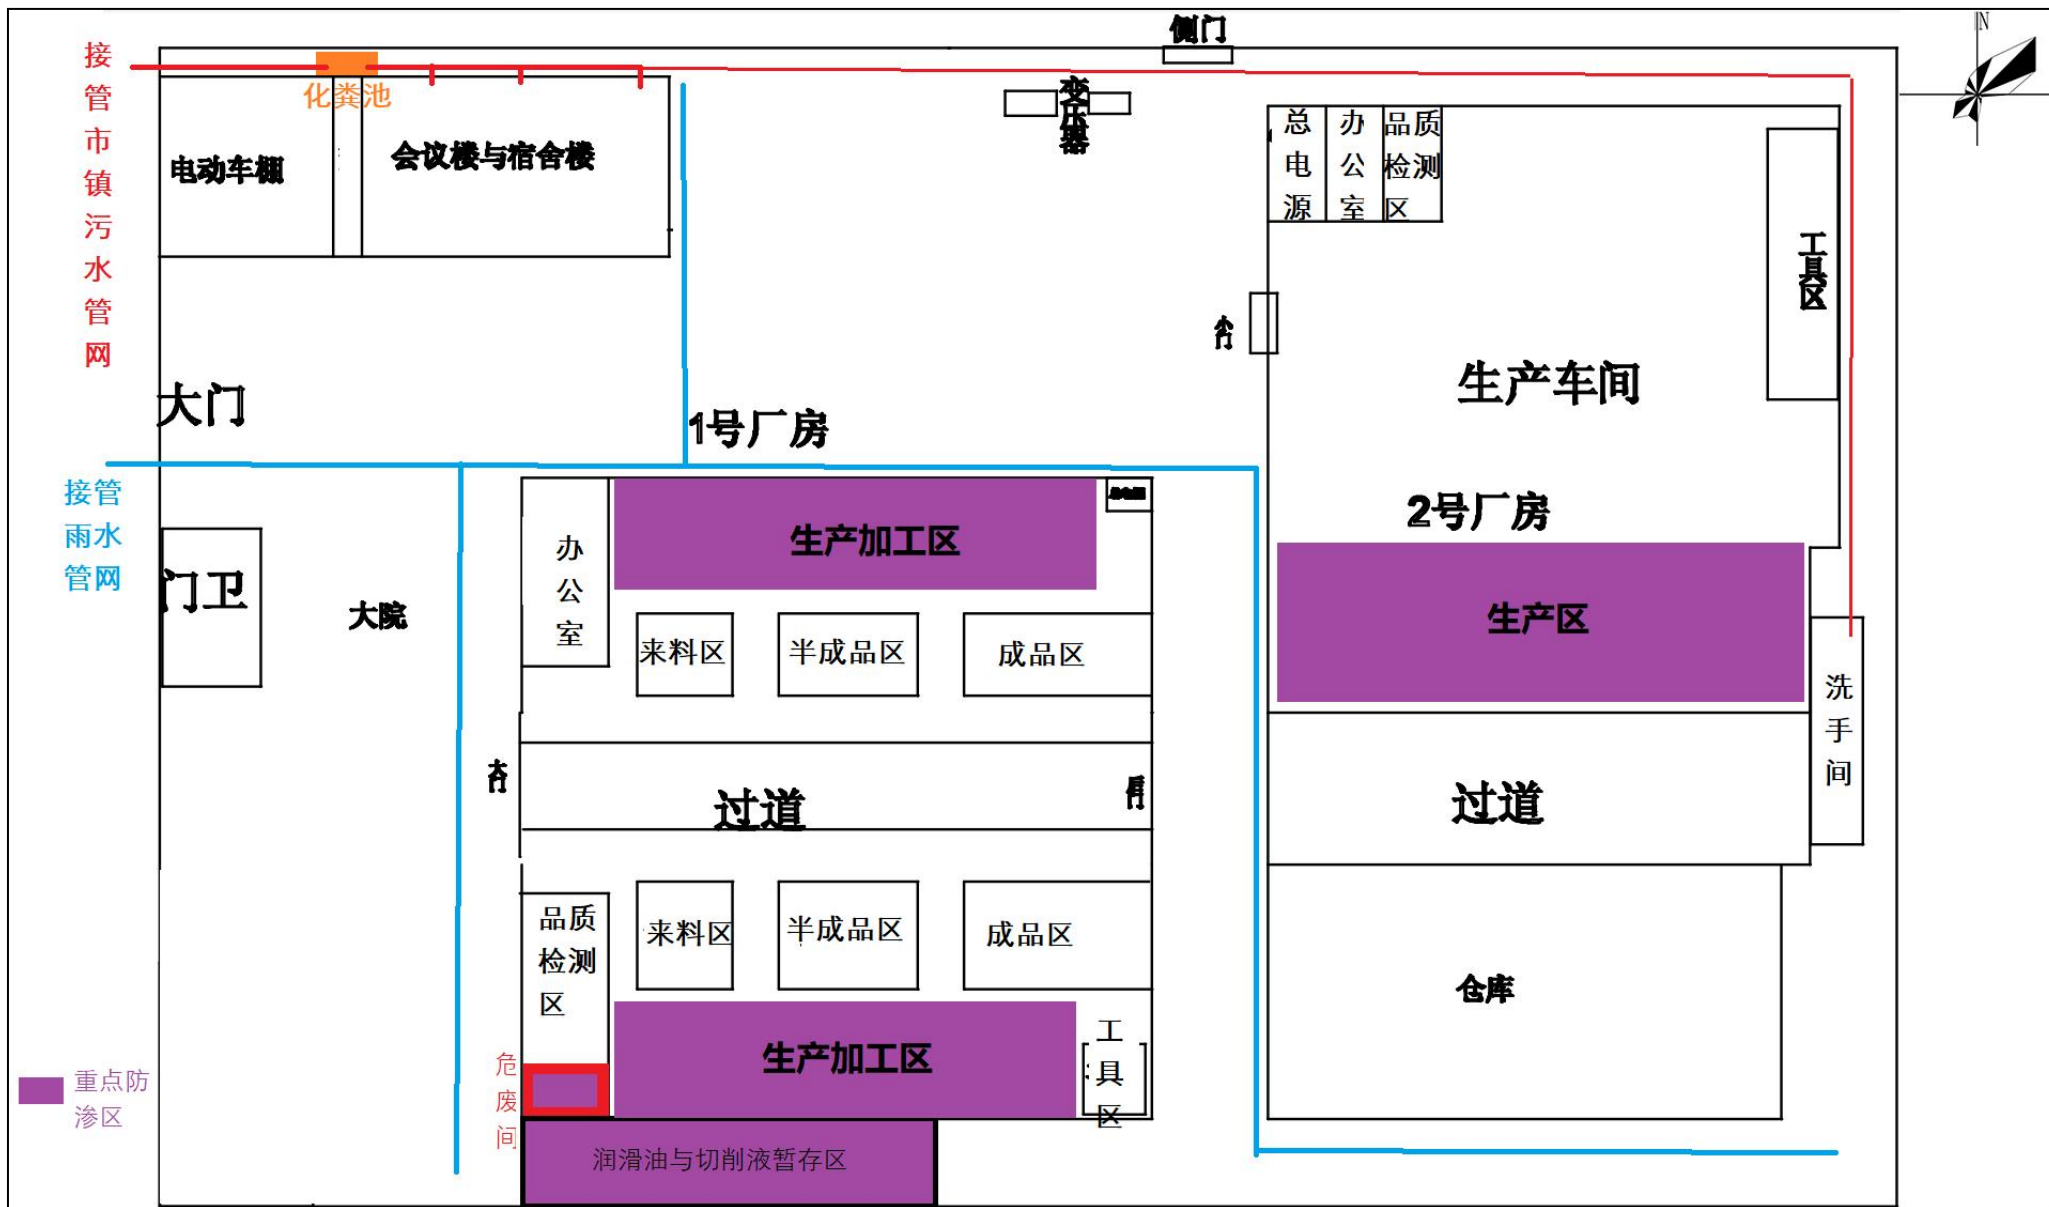 侧门
N
接管市镇污水管网
化粪池
变压器
电动车棚
会议楼与宿舍楼
总电源
办公室
品质检测区
工具区
小门
生产车间
大门
1号厂房
接管
雨水
管网
2号厂房
生产加工区
办公室
门卫
大院
生产区
来料区
半成品区
成品区
洗手间
大门
过道
后门
过道
品质检测区
来料区
半成品区
成品区
仓库
生产加工区
工具区
危废间
重点防
渗区
润滑油与切削液暂存区